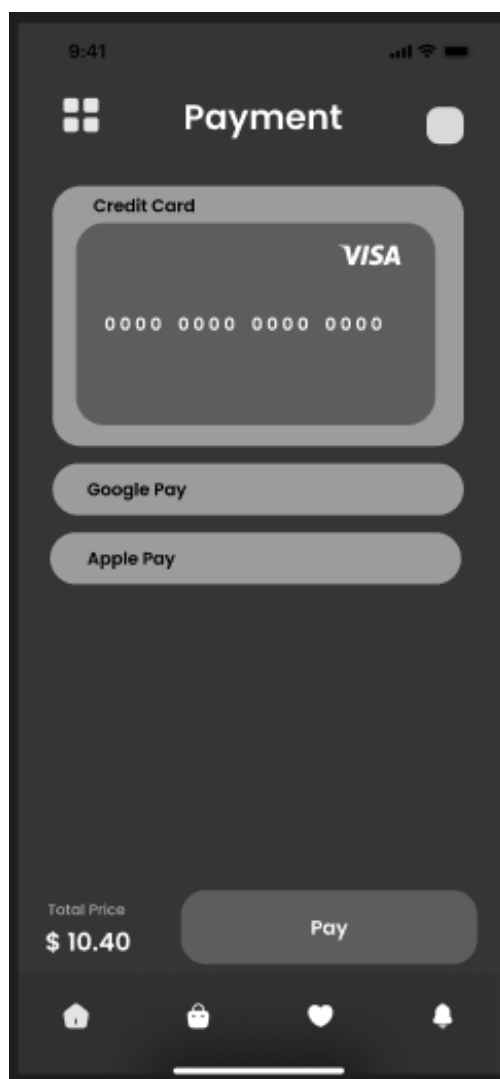 9:41
Payment
Credit Card
VISA
0000 0000 0000 0000
Google Pay
Apple Pay
Total Price
$ 10.40
Pay